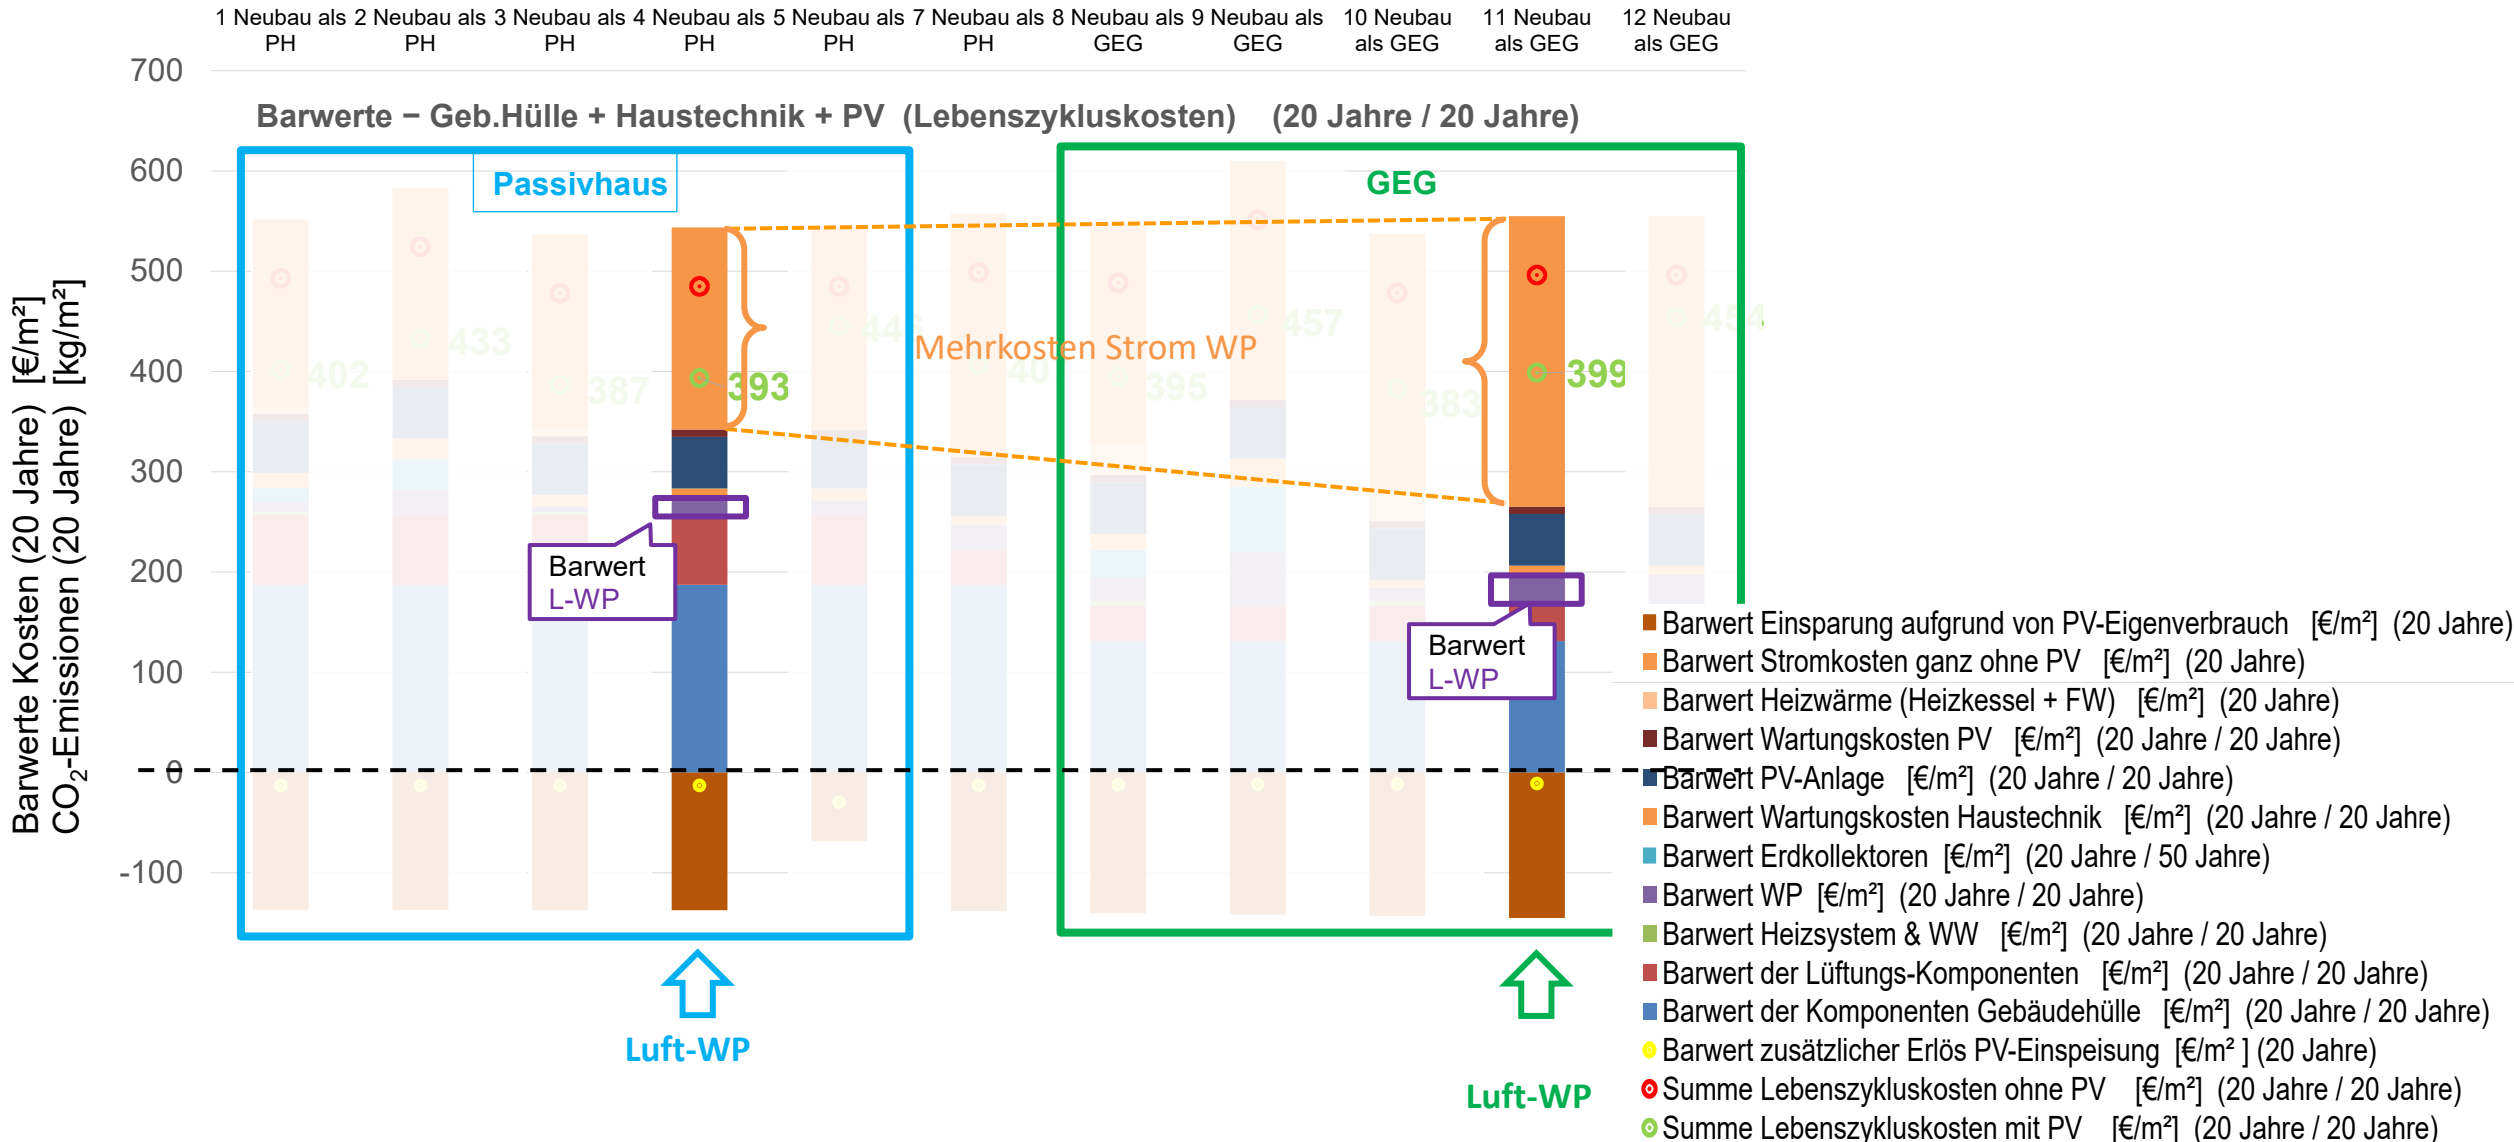 1 Neubau als PH
2 Neubau als PH
3 Neubau als PH
4 Neubau als PH
5 Neubau als PH
7 Neubau als PH
8 Neubau als GEG
9 Neubau als GEG
10 Neubau als GEG
11 Neubau als GEG
12 Neubau als GEG
Barwerte Kosten (20 Jahre) [€/m²]
CO₂-Emissionen (20 Jahre) [kg/m²]
700
600
500
400
300
200
100
0
-100
Barwerte – Geb.Hülle + Haustechnik + PV (Lebenszykluskosten) (20 Jahre / 20 Jahre)
Passivhaus
GEG
402
433
387
393
Mehrkosten Strom WP
395
457
383
399
454
Barwert
L-WP
Barwert
L-WP
Luft-WP
Luft-WP
Barwert Einsparung aufgrund von PV-Eigenverbrauch [€/m²] (20 Jahre)
Barwert Stromkosten ganz ohne PV [€/m²] (20 Jahre)
Barwert Heizwärme (Heizkessel + FW) [€/m²] (20 Jahre)
Barwert Wartungskosten PV [€/m²] (20 Jahre / 20 Jahre)
Barwert PV-Anlage [€/m²] (20 Jahre / 20 Jahre)
Barwert Wartungskosten Haustechnik [€/m²] (20 Jahre / 20 Jahre)
Barwert Erdkollektoren [€/m²] (20 Jahre / 50 Jahre)
Barwert WP [€/m²] (20 Jahre / 20 Jahre)
Barwert Heizsystem & WW [€/m²] (20 Jahre / 20 Jahre)
Barwert der Lüftungs-Komponenten [€/m²] (20 Jahre / 20 Jahre)
Barwert der Komponenten Gebäudehülle [€/m²] (20 Jahre / 20 Jahre)
Barwert zusätzlicher Erlös PV-Einspeisung [€/m² ] (20 Jahre)
Summe Lebenszykluskosten ohne PV [€/m²] (20 Jahre / 20 Jahre)
Summe Lebenszykluskosten mit PV [€/m²] (20 Jahre / 20 Jahre)